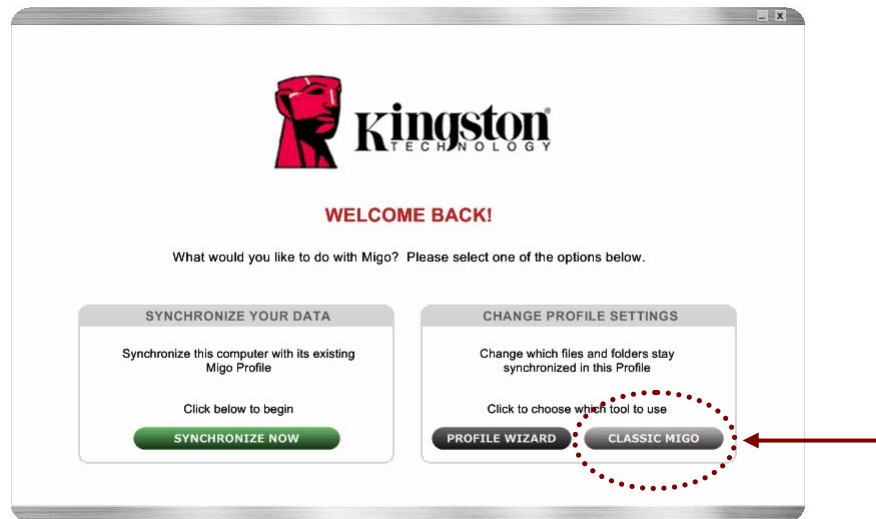 Kingston®
TECHNOLOGY
WELCOME BACK!
What would you like to do with Migo? Please select one of the options below.
SYNCHRONIZE YOUR DATA
Synchronize this computer with its existing
Migo Profile
Click below to begin
SYNCHRONIZE NOW
CHANGE PROFILE SETTINGS
Change which files and folders stay
synchronized in this Profile
Click to choose which tool to use
PROFILE WIZARD
CLASSIC MIGO